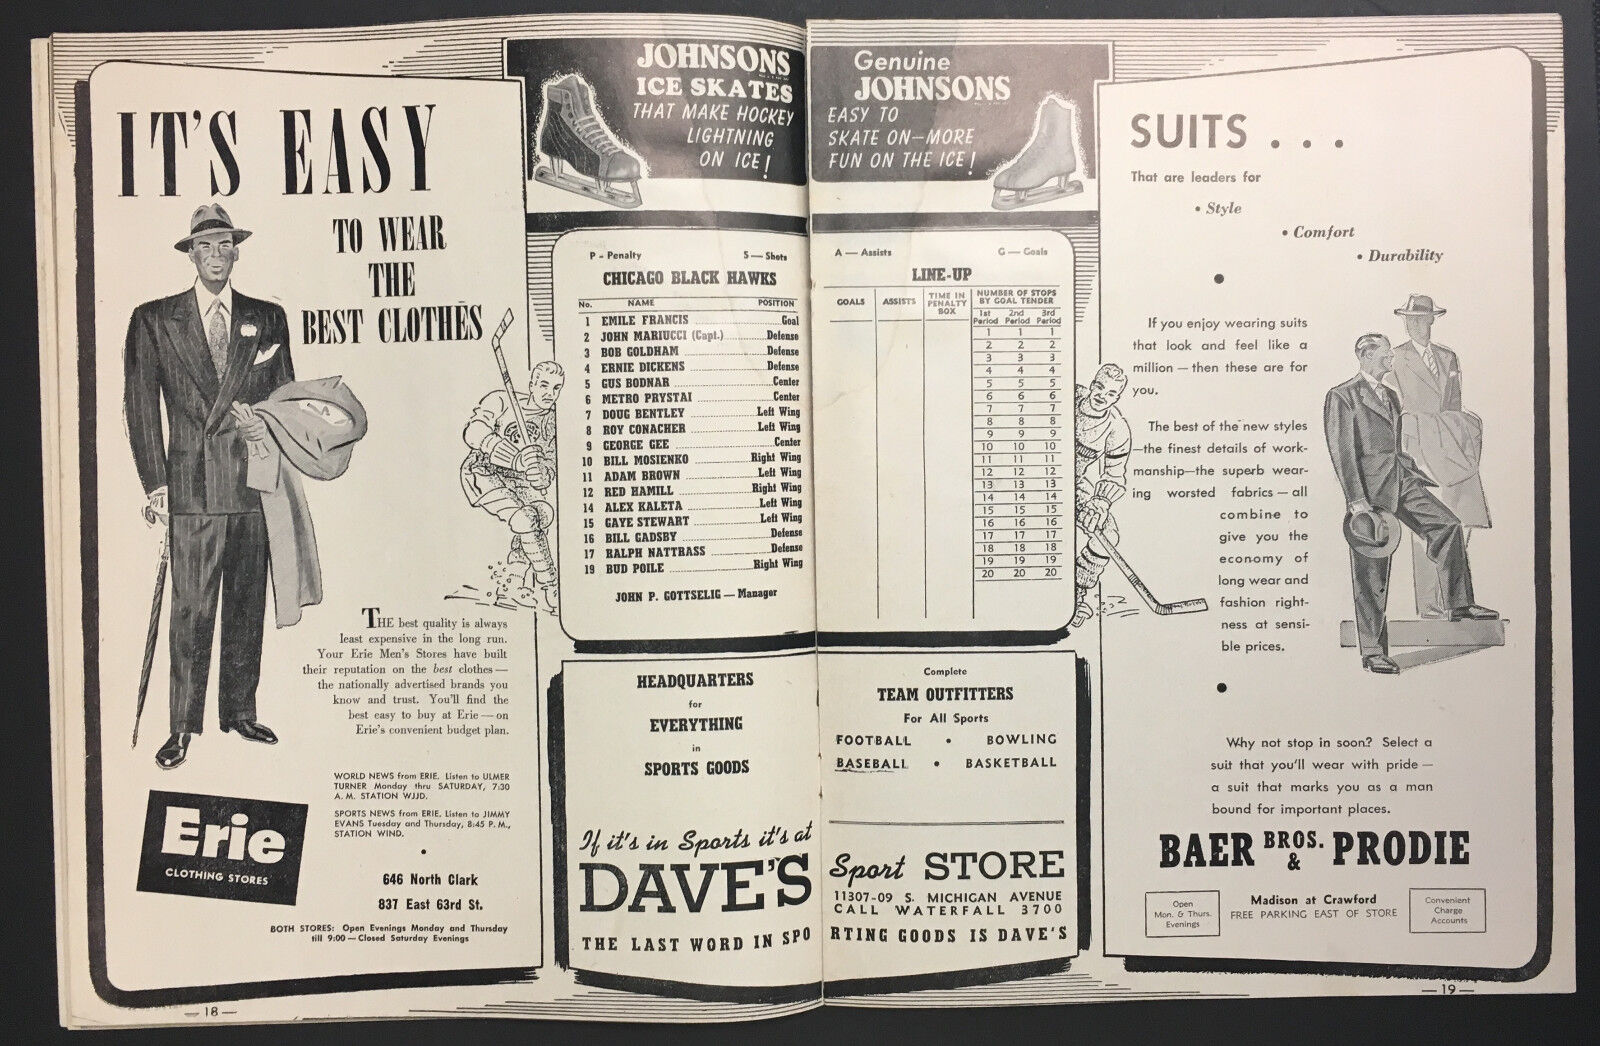 IT'S EASY
TO WEAR
THE
BEST CLOTHES
THE best quality is always
least expensive in the long run.
Your Erie Men's Stores have built
their reputation on the best clothes—
the nationally advertised brands you
know and trust. You'll find the
best easy to buy at Erie — on
Erie's convenient budget plan.
WORLD NEWS from ERIE. Listen to ULMER
TURNER Monday thru SATURDAY, 7:30
A. M. STATION WJJD.
SPORTS NEWS from ERIE. Listen to JIMMY
EVANS Tuesday and Thursday, 8:45 P. M.,
STATION WIND.
•
Erie
CLOTHING STORES
646 North Clark
837 East 63rd St.
BOTH STORES: Open Evenings Monday and Thursday
till 9:00 — Closed Saturday Evenings
— 18 —
JOHNSONS
ICE SKATES
THAT MAKE HOCKEY
LIGHTNING
ON ICE!
P - Penalty S — Shots
CHICAGO BLACK HAWKS
No. NAME POSITION
1 EMILE FRANCIS Goal
2 JOHN MARIUCCI (Capt.) Defense
3 BOB GOLDHAM Defense
4 ERNIE DICKENS Defense
5 GUS BODNAR Center
6 METRO PRYSTAI Center
7 DOUG BENTLEY Left Wing
8 ROY CONACHER Left Wing
9 GEORGE GEE Center
10 BILL MOSIENKO Right Wing
11 ADAM BROWN Left Wing
12 RED HAMILL Right Wing
14 ALEX KALETA Left Wing
15 GAYE STEWART Left Wing
16 BILL GADSBY Defense
17 RALPH NATTRASS Defense
19 BUD POILE Right Wing
JOHN P. GOTTSELIG — Manager
HEADQUARTERS
for
EVERYTHING
in
SPORTS GOODS
If it's in Sports it's at
DAVE'S
THE LAST WORD IN SPO
Genuine
JOHNSONS
EASY TO
SKATE ON—MORE
FUN ON THE ICE!
A — Assists G — Goals
LINE-UP
GOALS ASSISTS TIME IN PENALTY BOX NUMBER OF STOPS BY GOAL TENDER
1st Period 2nd Period 3rd Period
1 1 1
2 2 2
3 3 3
4 4 4
5 5 5
6 6 6
7 7 7
8 8 8
9 9 9
10 10 10
11 11 11
12 12 12
13 13 13
14 14 14
15 15 15
16 16 16
17 17 17
18 18 18
19 19 19
20 20 20
Complete
TEAM OUTFITTERS
For All Sports
FOOTBALL • BOWLING
BASEBALL • BASKETBALL
Sport STORE
11307-09 S. MICHIGAN AVENUE
CALL WATERFALL 3700
RTING GOODS IS DAVE'S
SUITS . . .
That are leaders for
• Style
• Comfort
• Durability
•
If you enjoy wearing suits
that look and feel like a
million — then these are for
you.
The best of the new styles
—the finest details of work-
manship—the superb wear-
ing worsted fabrics — all
combine to
give you the
economy of
long wear and
fashion right-
ness at sensi-
ble prices.
•
Why not stop in soon? Select a
suit that you'll wear with pride —
a suit that marks you as a man
bound for important places.
BAER BROS. & PRODIE
Open
Mon. & Thurs.
Evenings
Madison at Crawford
FREE PARKING EAST OF STORE
Convenient
Charge
Accounts
— 19 —